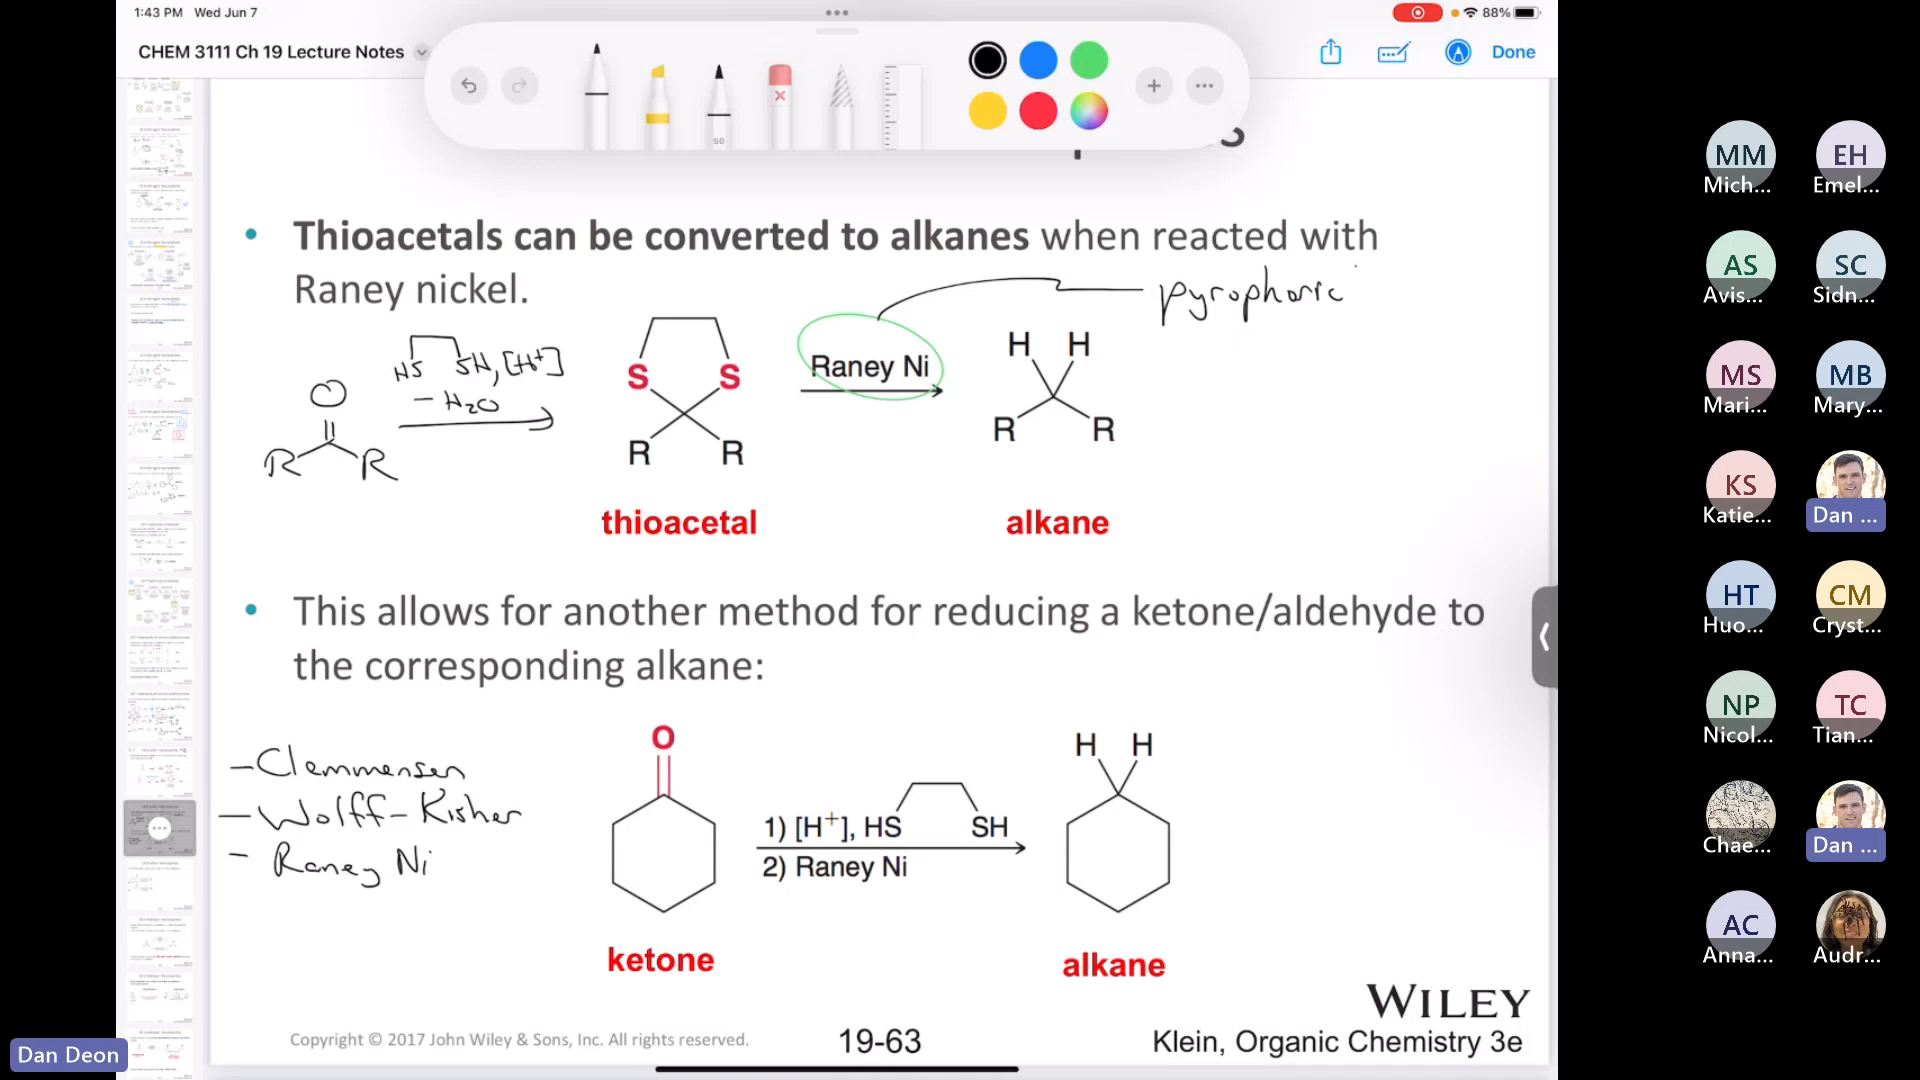 1:43 PM Wed Jun 7
88%
CHEM 3111 Ch 19 Lecture Notes
Done
50
Thioacetals can be converted to alkanes when reacted with
Raney nickel.
pyrophoric
HS SH, [H+]
- H2O
O
R R
S S
R R
Raney Ni
H H
R R
thioacetal
alkane
This allows for another method for reducing a ketone/aldehyde to
the corresponding alkane:
- Clemmensen
- Wolff-Kisher
- Raney Ni
O
1) [H+], HS SH
2) Raney Ni
H H
ketone
alkane
WILEY
Copyright © 2017 John Wiley & Sons, Inc. All rights reserved.
19-63
Klein, Organic Chemistry 3e
Dan Deon
MM
Mich...
EH
Emel...
AS
Avis...
SC
Sidn...
MS
Mari...
MB
Mary...
KS
Katie...
Dan ...
HT
Huo...
CM
Cryst...
NP
Nicol...
TC
Tian...
Chae...
Dan ...
AC
Anna...
Audr...